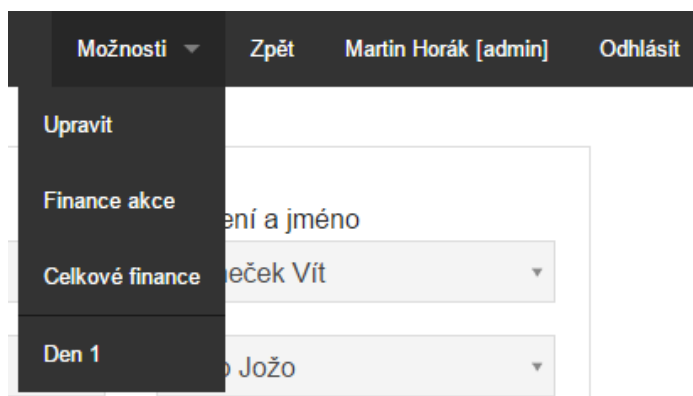 Možnosti Zpět Martin Horák [admin] Odhlásit
Upravit
Finance akce
ení a jméno
Celkové finance
eček Vít
Den 1
Jožo